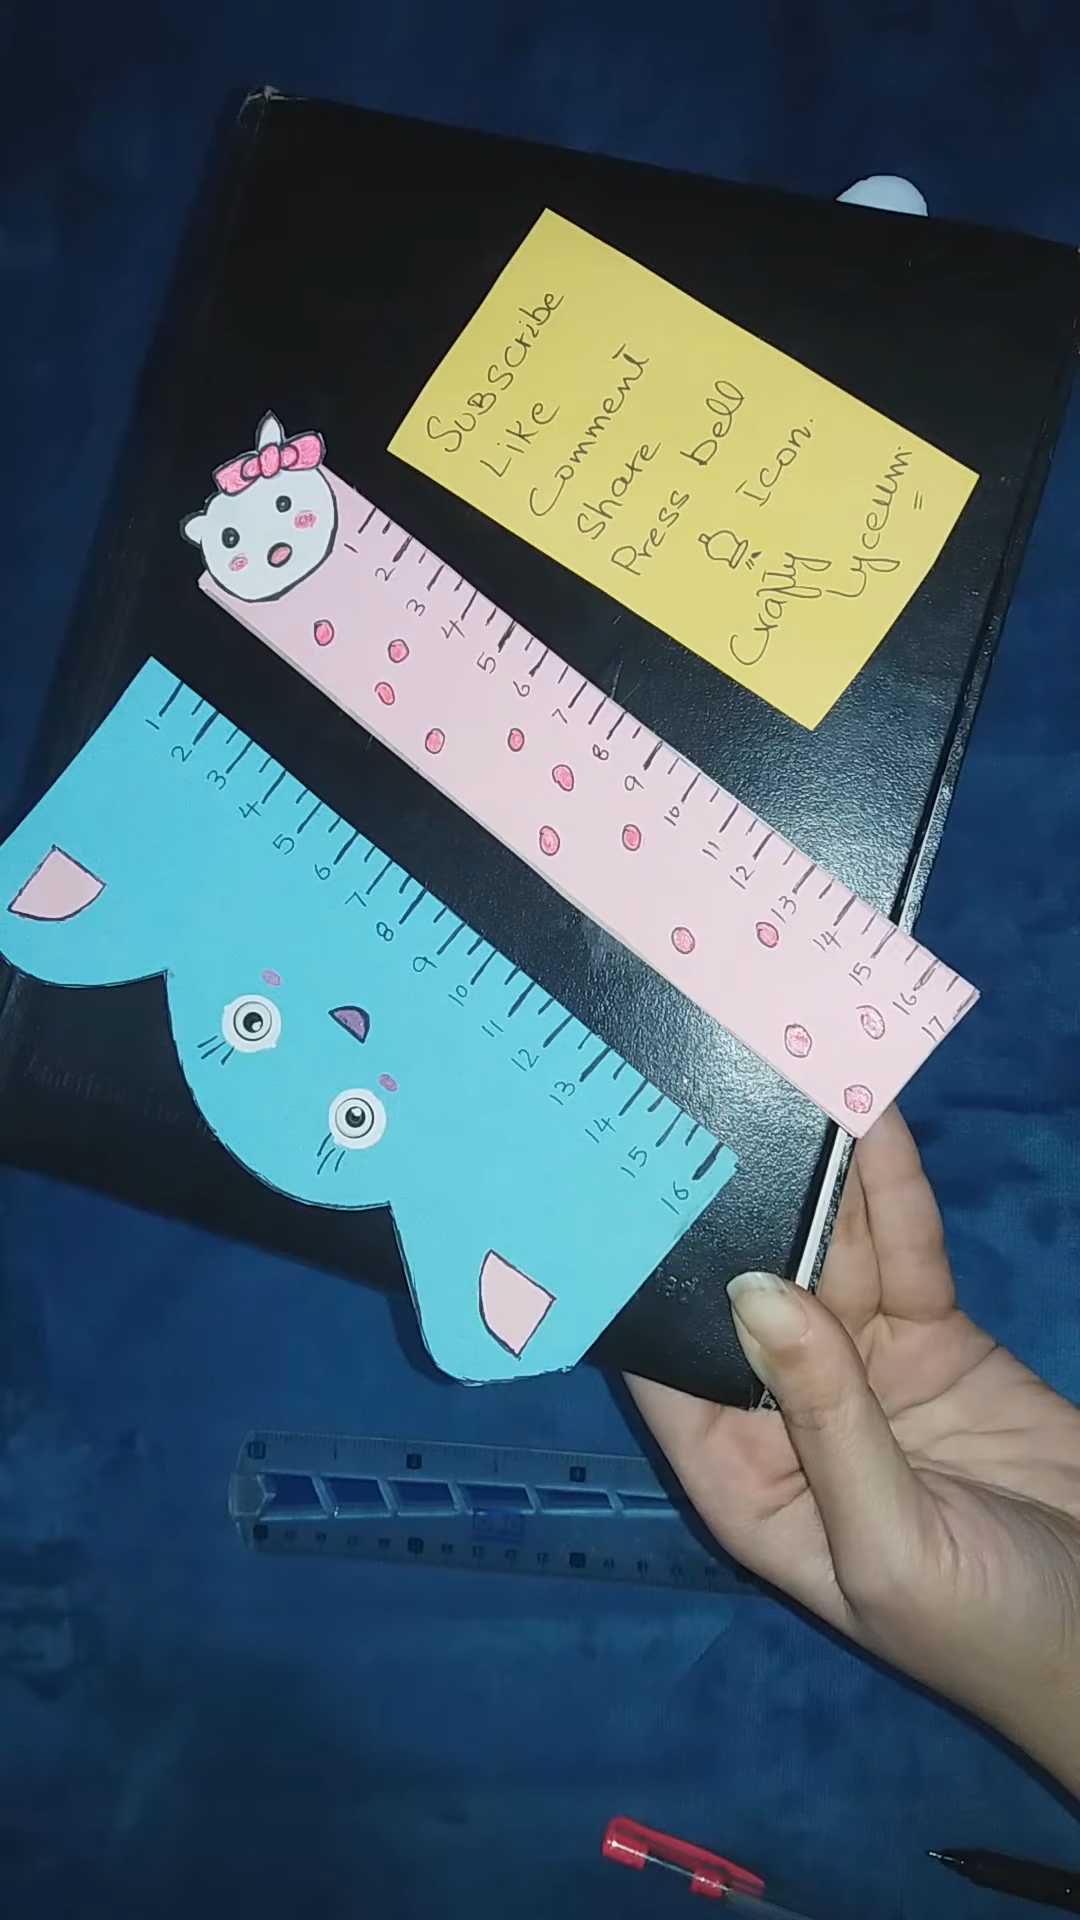 Subscribe
Like
Comment
Share
Press bell
Icon.
Crafty
Lyceum
1 2 3 4 5 6 7 8 9 10 11 12 13 14 15 16 17
1 2 3 4 5 6 7 8 9 10 11 12 13 14 15 16